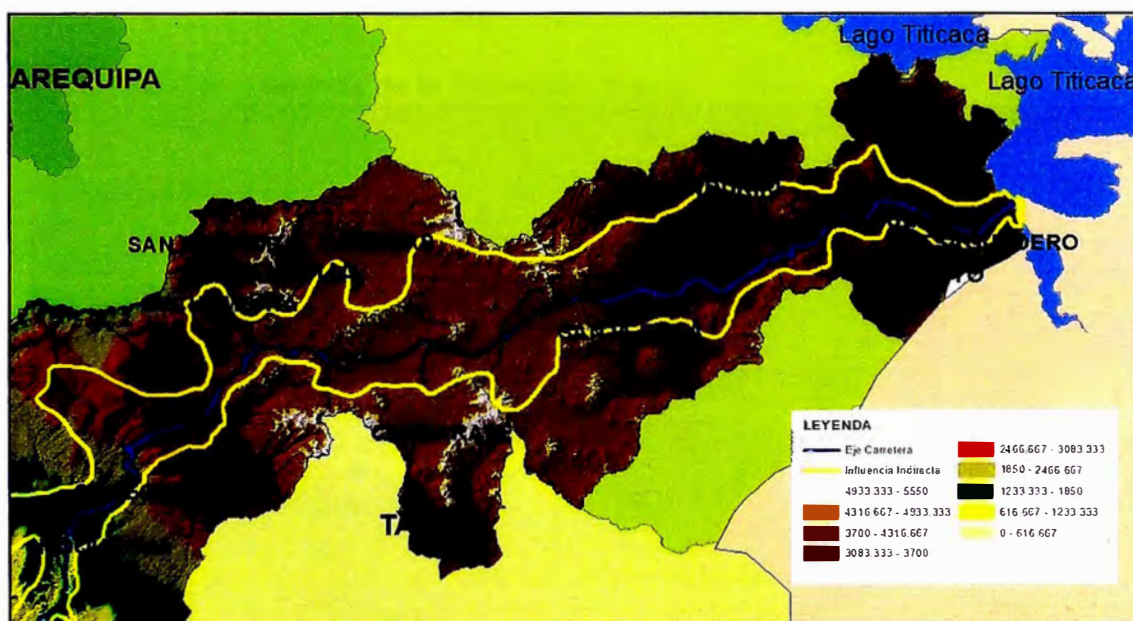 Lago Titicaca
Lago Titicaca
AREQUIPA
SAN
DERO
TA
LEYENDA
Eje Carretera
Influencia Indirecta
4933.333 - 5550
4316.667 - 4933.333
3700 - 4316.667
3083.333 - 3700
2466.667 - 3083.333
1850 - 2466.667
1233.333 - 1850
616.667 - 1233.333
0 - 616.667